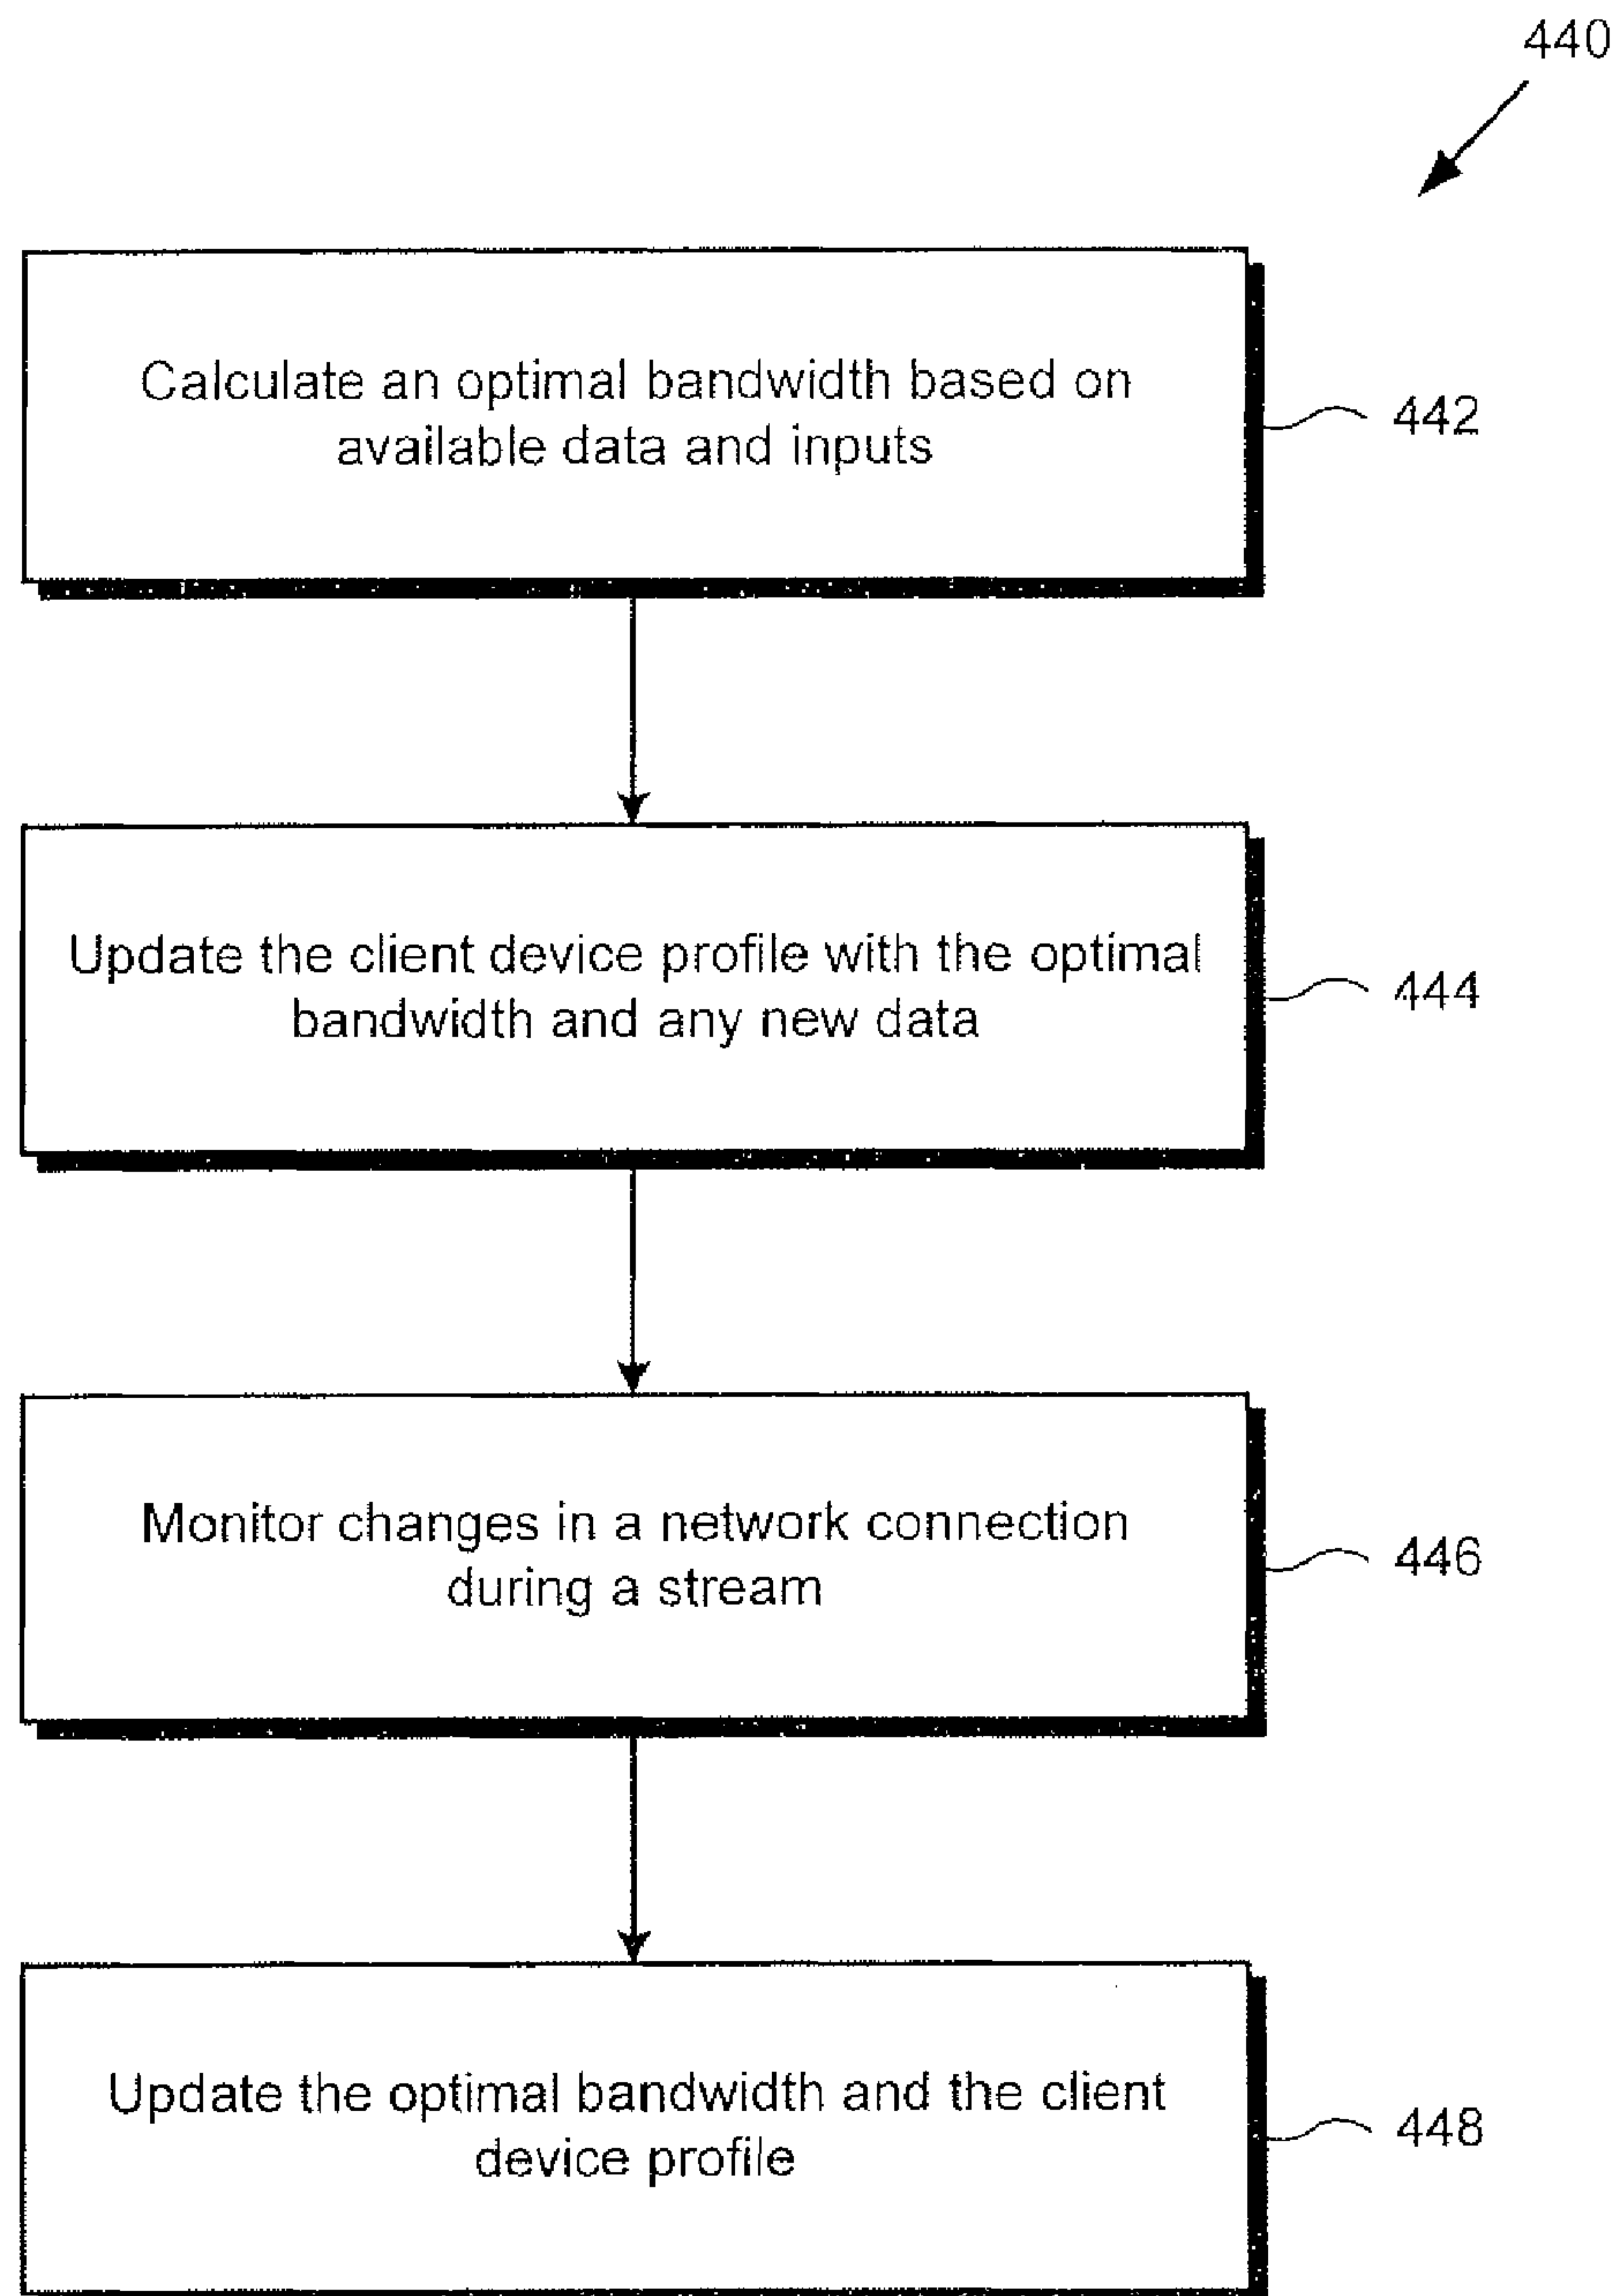 440
Calculate an optimal bandwidth based on
available data and inputs
442
Update the client device profile with the optimal
bandwidth and any new data
444
Monitor changes in a network connection
during a stream
446
Update the optimal bandwidth and the client
device profile
448